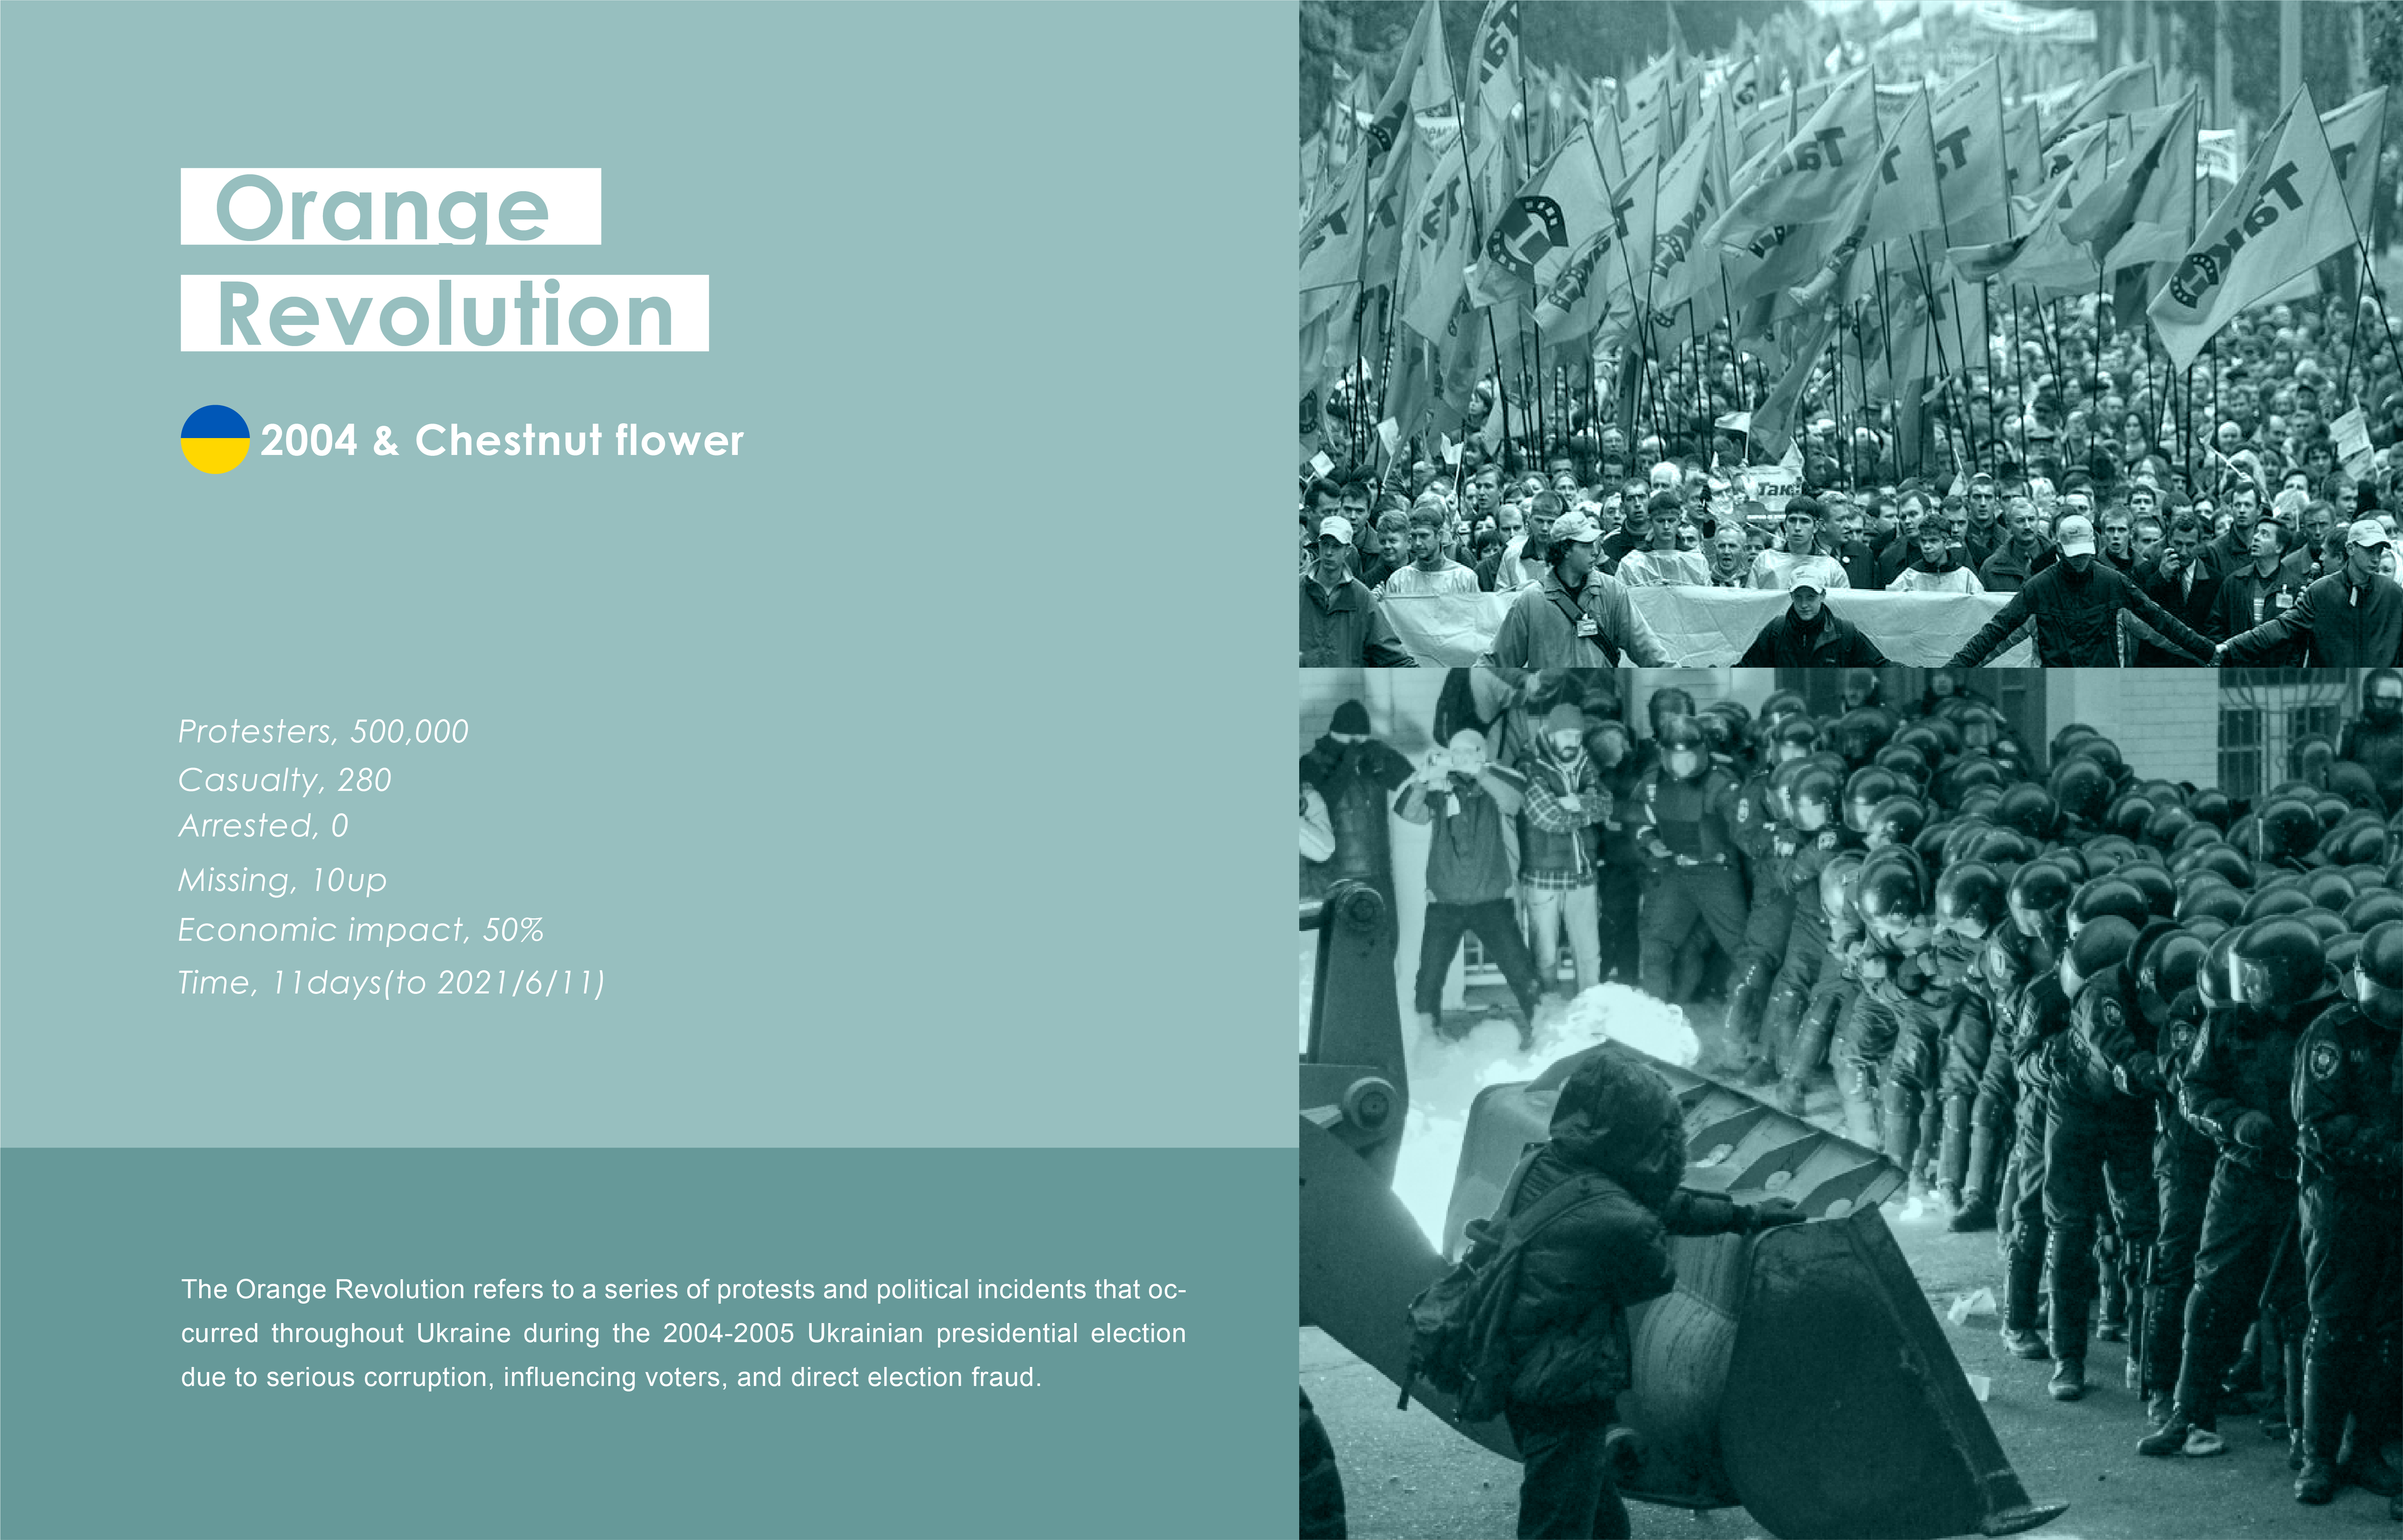 Orange
Revolution
2004 & Chestnut flower
Protesters, 500,000
Casualty, 280
Arrested, 0
Missing, 10up
Economic impact, 50%
Time, 11days(to 2021/6/11)
The Orange Revolution refers to a series of protests and political incidents that oc-
curred throughout Ukraine during the 2004-2005 Ukrainian presidential election
due to serious corruption, influencing voters, and direct election fraud.
Так!